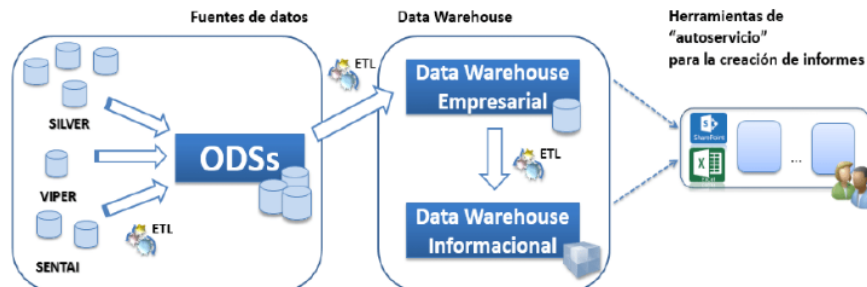 Fuentes de datos
Data Warehouse
Herramientas de
“autoservicio”
para la creación de informes
SILVER
VIPER
SENTAI
ETL
ODSs
ETL
Data Warehouse
Empresarial
ETL
Data Warehouse
Informacional
SharePoint
...